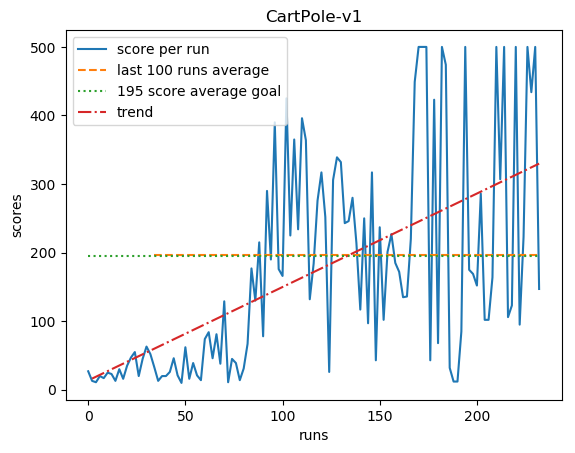 CartPole-v1
500
400
300
200
100
0
scores
score per run
last 100 runs average
195 score average goal
trend
0
50
100
150
200
runs